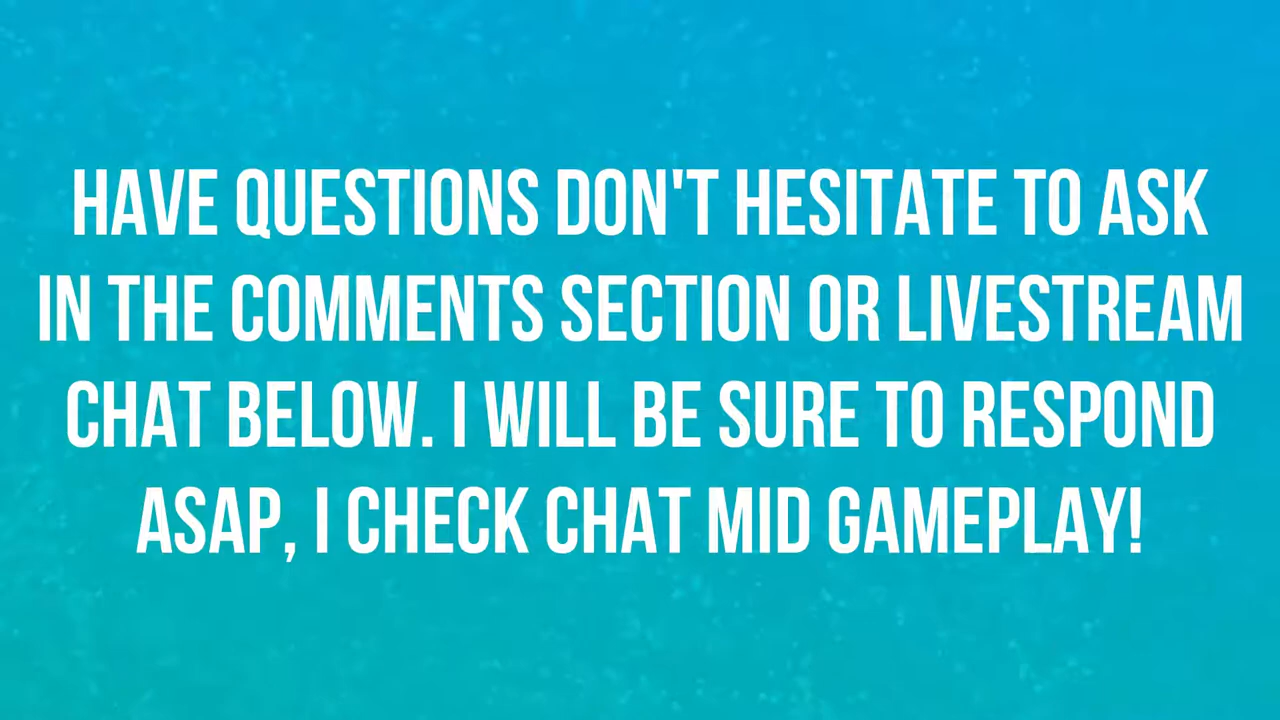 HAVE QUESTIONS DON'T HESITATE TO ASK
IN THE COMMENTS SECTION OR LIVESTREAM
CHAT BELOW. I WILL BE SURE TO RESPOND
ASAP, I CHECK CHAT MID GAMEPLAY!